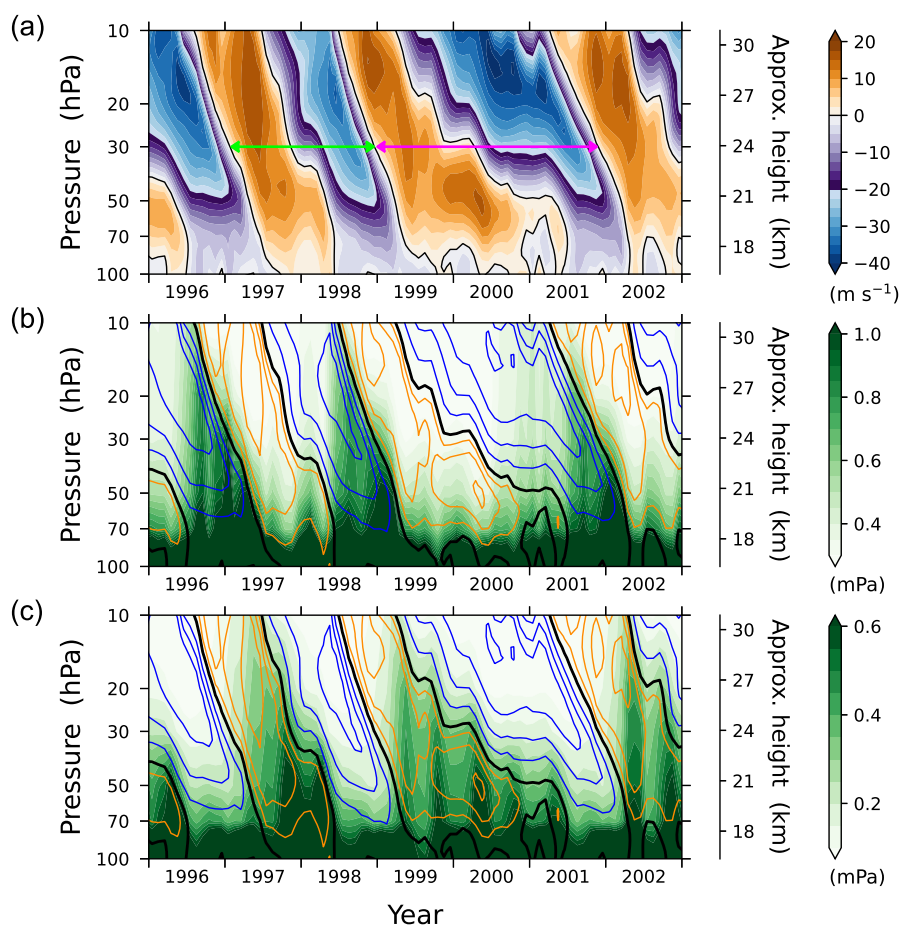 (a)
10
20
30
50
70
100
Pressure (hPa)
1996 1997 1998 1999 2000 2001 2002
30
27
24
21
18
Approx. height (km)
20
10
0
−10
−20
−30
−40
(m s⁻¹)
(b)
10
20
30
50
70
100
Pressure (hPa)
1996 1997 1998 1999 2000 2001 2002
30
27
24
21
18
Approx. height (km)
1.0
0.8
0.6
0.4
(mPa)
(c)
10
20
30
50
70
100
Pressure (hPa)
1996 1997 1998 1999 2000 2001 2002
30
27
24
21
18
Approx. height (km)
0.6
0.4
0.2
(mPa)
Year